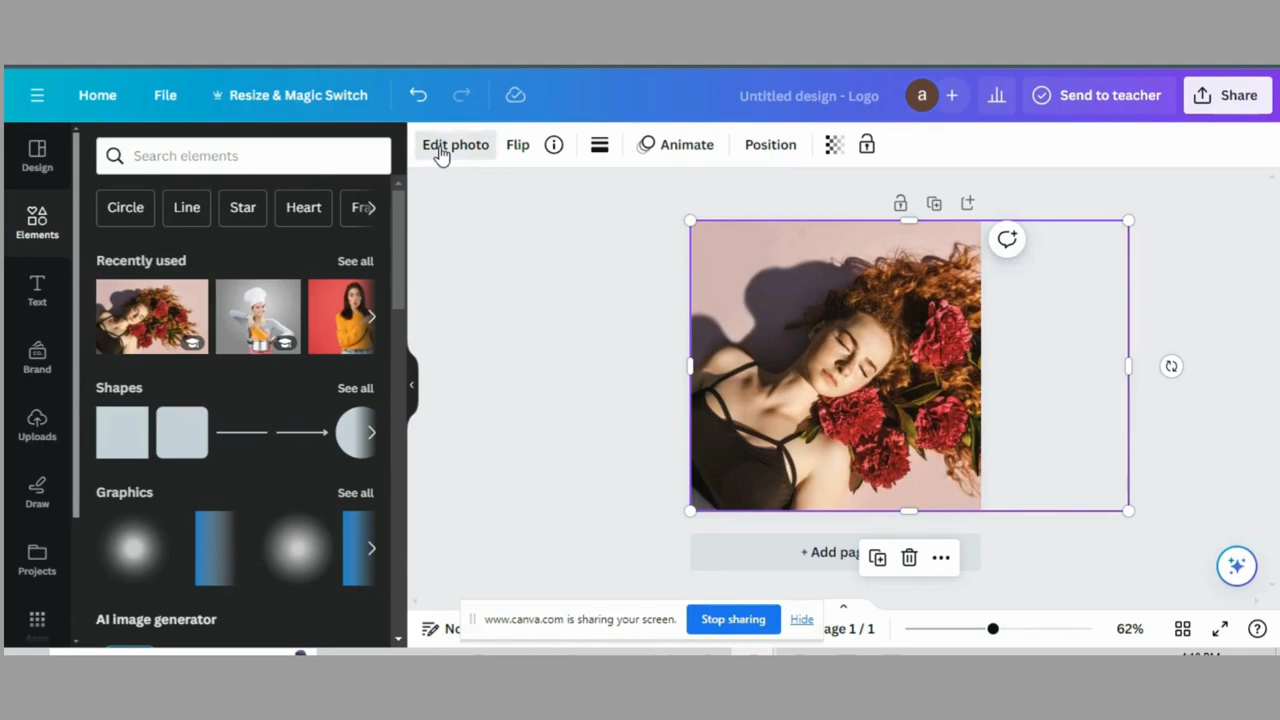 Home File Resize & Magic Switch Untitled design - Logo a Send to teacher Share
Design
Elements
Text
Brand
Uploads
Draw
Projects
Apps
Search elements
Circle Line Star Heart
Recently used See all
Shapes See all
Graphics See all
AI image generator
Edit photo Flip Animate Position
+ Add pag
www.canva.com is sharing your screen. Stop sharing Hide
1 / 1 62%